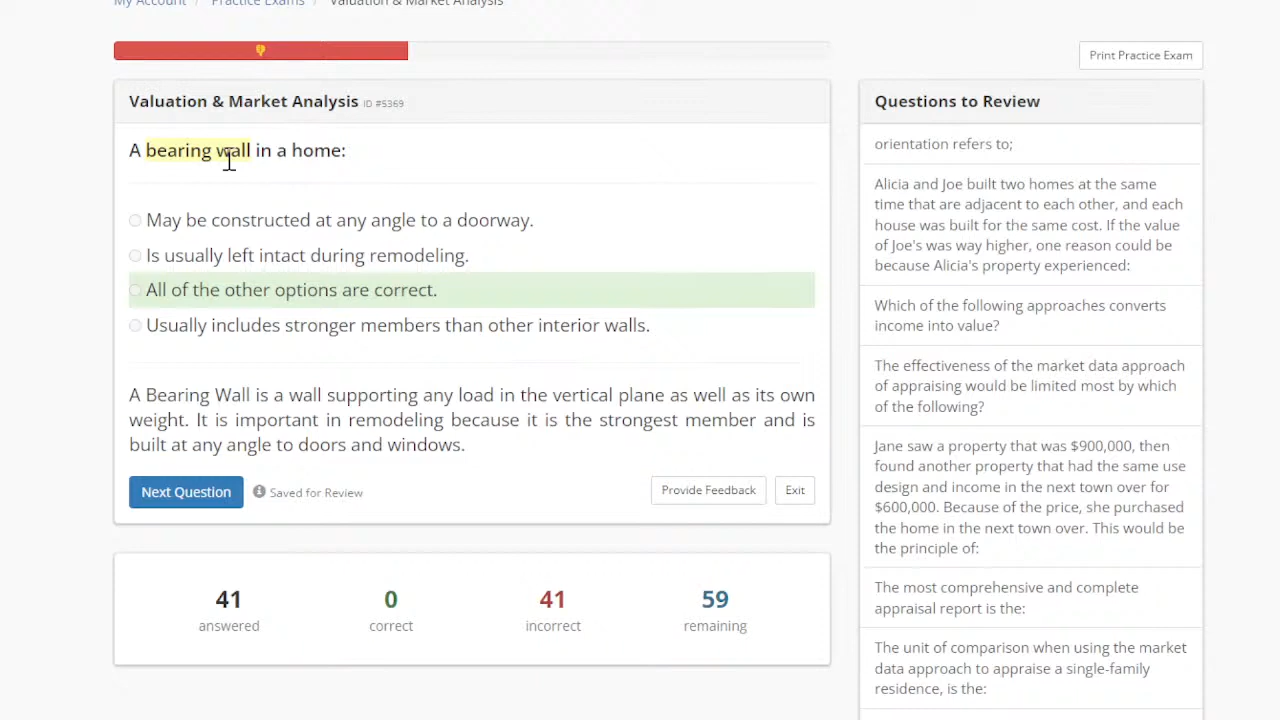 My Account / Practice Exams / Valuation & Market Analysis
Print Practice Exam
Valuation & Market Analysis ID #5369
A bearing wall in a home:
May be constructed at any angle to a doorway.
Is usually left intact during remodeling.
All of the other options are correct.
Usually includes stronger members than other interior walls.
A Bearing Wall is a wall supporting any load in the vertical plane as well as its own
weight. It is important in remodeling because it is the strongest member and is
built at any angle to doors and windows.
Next Question
Saved for Review
Provide Feedback
Exit
41
answered
0
correct
41
incorrect
59
remaining
Questions to Review
orientation refers to;
Alicia and Joe built two homes at the same
time that are adjacent to each other, and each
house was built for the same cost. If the value
of Joe's was way higher, one reason could be
because Alicia's property experienced:
Which of the following approaches converts
income into value?
The effectiveness of the market data approach
of appraising would be limited most by which
of the following?
Jane saw a property that was $900,000, then
found another property that had the same use
design and income in the next town over for
$600,000. Because of the price, she purchased
the home in the next town over. This would be
the principle of:
The most comprehensive and complete
appraisal report is the:
The unit of comparison when using the market
data approach to appraise a single-family
residence, is the: